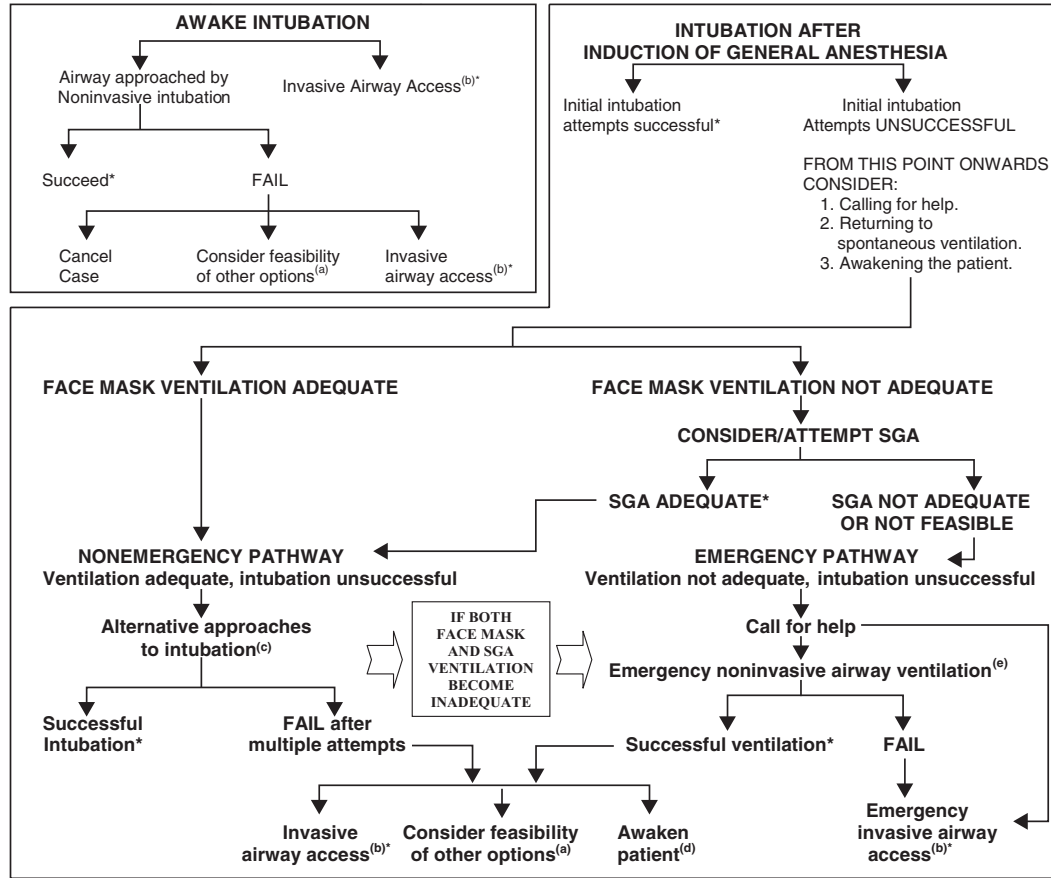 AWAKE INTUBATION
Airway approached by
Noninvasive intubation
Invasive Airway Access(b)*
Succeed*
FAIL
Cancel
Case
Consider feasibility
of other options(a)
Invasive
airway access(b)*
INTUBATION AFTER
INDUCTION OF GENERAL ANESTHESIA
Initial intubation
attempts successful*
Initial intubation
Attempts UNSUCCESSFUL
FROM THIS POINT ONWARDS
CONSIDER:
1. Calling for help.
2. Returning to
spontaneous ventilation.
3. Awakening the patient.
FACE MASK VENTILATION ADEQUATE
FACE MASK VENTILATION NOT ADEQUATE
CONSIDER/ATTEMPT SGA
SGA ADEQUATE*
SGA NOT ADEQUATE
OR NOT FEASIBLE
NONEMERGENCY PATHWAY
Ventilation adequate, intubation unsuccessful
EMERGENCY PATHWAY
Ventilation not adequate, intubation unsuccessful
Alternative approaches
to intubation(c)
IF BOTH
FACE MASK
AND SGA
VENTILATION
BECOME
INADEQUATE
Call for help
Emergency noninvasive airway ventilation(e)
Successful
Intubation*
FAIL after
multiple attempts
Successful ventilation*
FAIL
Invasive
airway access(b)*
Consider feasibility
of other options(a)
Awaken
patient(d)
Emergency
invasive airway
access(b)*